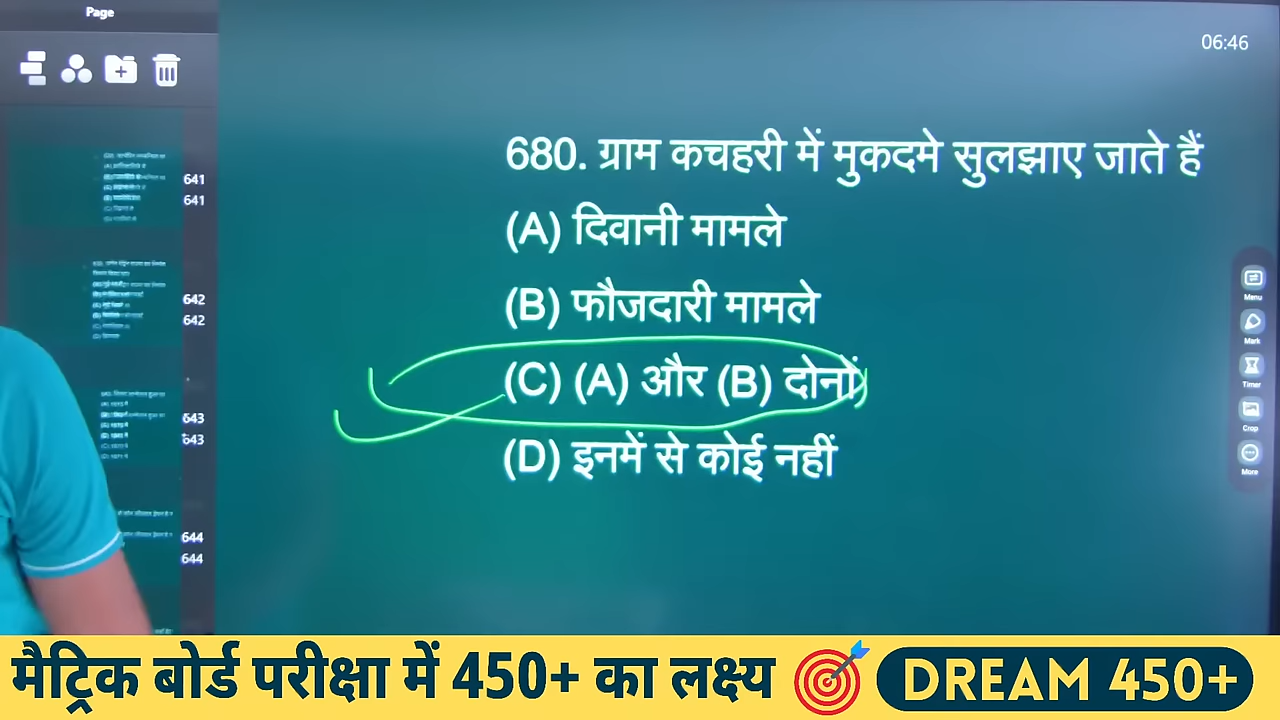 Page
06:46
680. ग्राम कचहरी में मुकदमे सुलझाए जाते हैं
(A) दिवानी मामले
(B) फौजदारी मामले
(C) (A) और (B) दोनों
(D) इनमें से कोई नहीं
641
641
642
642
643
643
644
644
Menu
Mark
Timer
Crop
More
मैट्रिक बोर्ड परीक्षा में 450+ का लक्ष्य
DREAM 450+